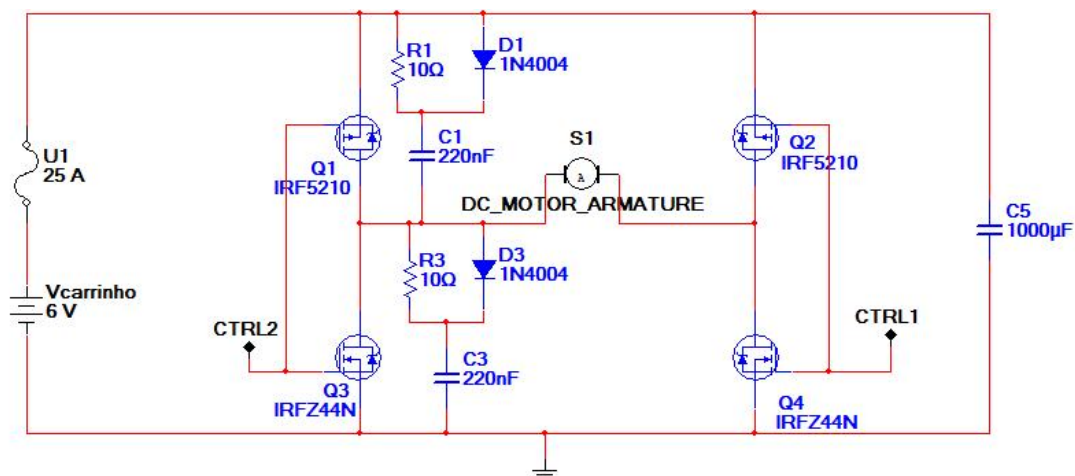 R1
10Ω
D1
1N4004
U1
25 A
Q1
IRF5210
C1
220nF
S1
A
DC_MOTOR_ARMATURE
Q2
IRF5210
C5
1000µF
Vcarrinho
6 V
R3
10Ω
D3
1N4004
CTRL2
CTRL1
Q3
IRFZ44N
C3
220nF
Q4
IRFZ44N